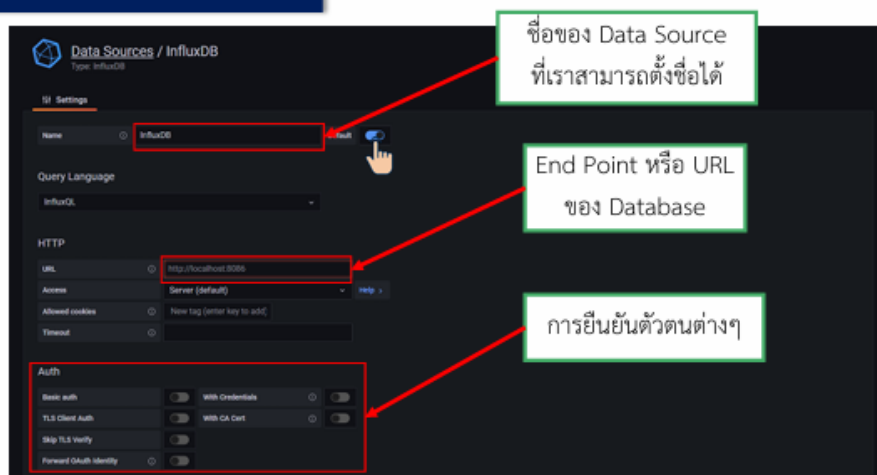 ชื่อของ Data Source
ที่เราสามารถตั้งชื่อได้
Data Sources / InfluxDB
Type: InfluxDB
Settings
Name InfluxDB Default
End Point หรือ URL
ของ Database
Query Language
InfluxQL
HTTP
URL http://localhost:8086
Access Server (default) Help >
Allowed cookies New tag (enter key to add)
Timeout
การยืนยันตัวตนต่างๆ
Auth
Basic auth With Credentials
TLS Client Auth With CA Cert
Skip TLS Verify
Forward OAuth Identity